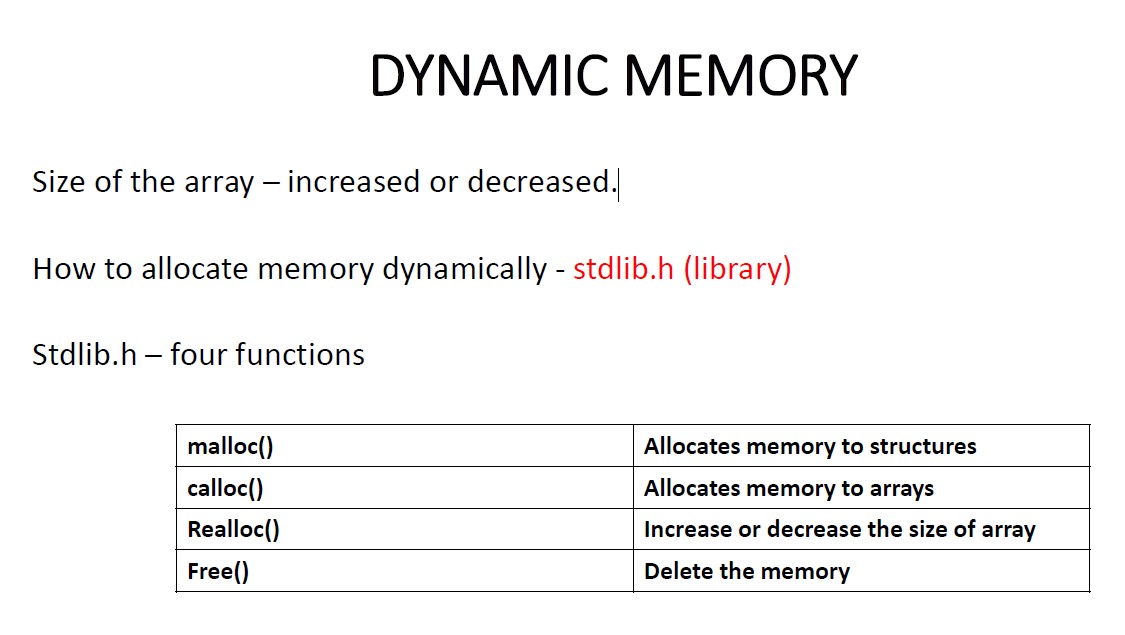 DYNAMIC MEMORY
Size of the array – increased or decreased.
How to allocate memory dynamically - stdlib.h (library)
Stdlib.h – four functions
malloc() Allocates memory to structures
calloc() Allocates memory to arrays
Realloc() Increase or decrease the size of array
Free() Delete the memory